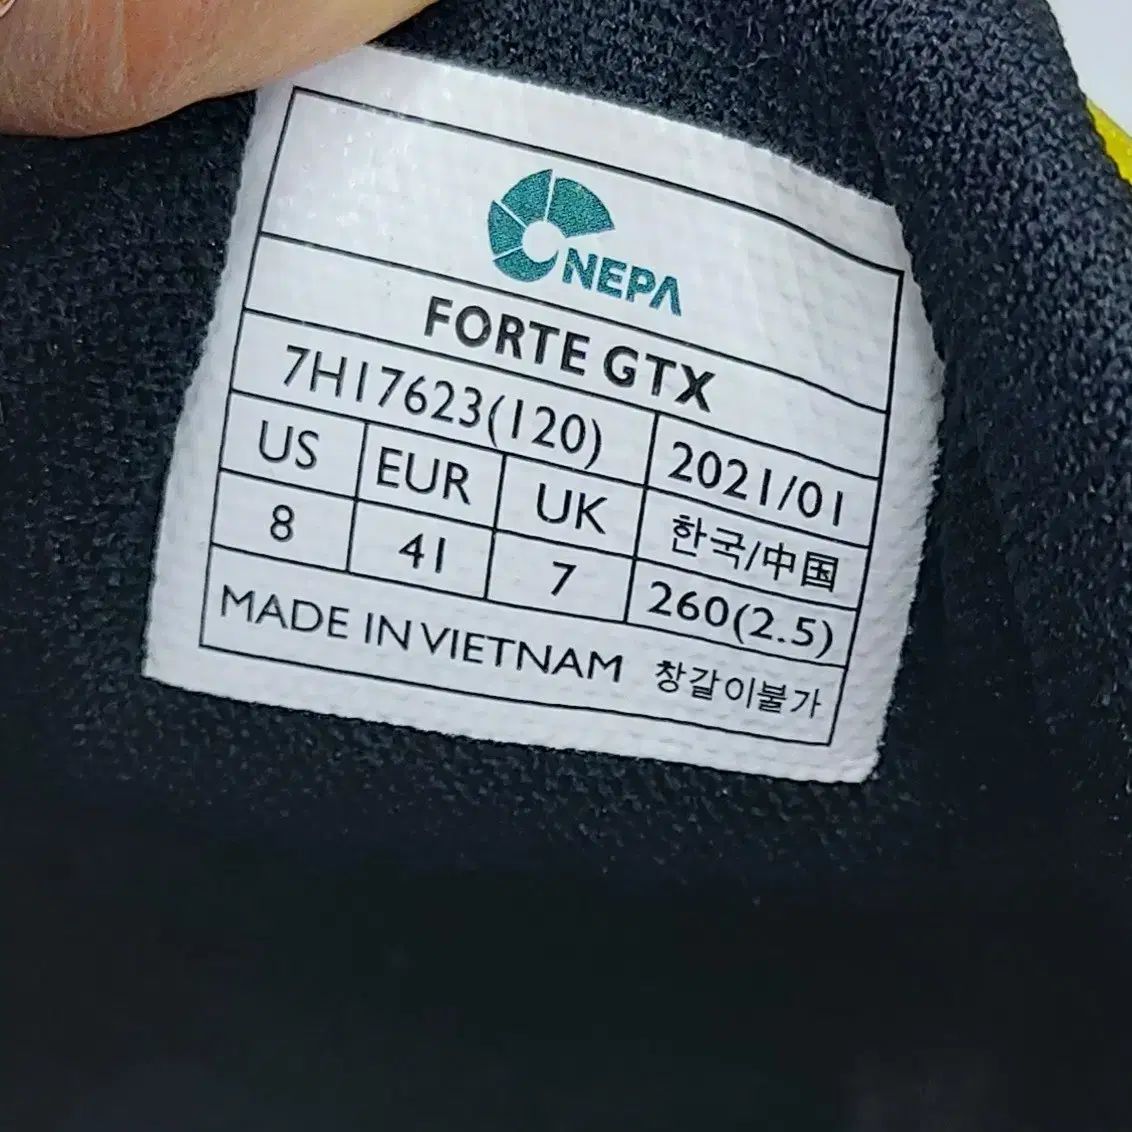 NEPA
FORTE GTX
7H17623(120) 2021/01
US EUR UK 한국/中国
8 41 7 260(2.5)
MADE IN VIETNAM 창갈이불가